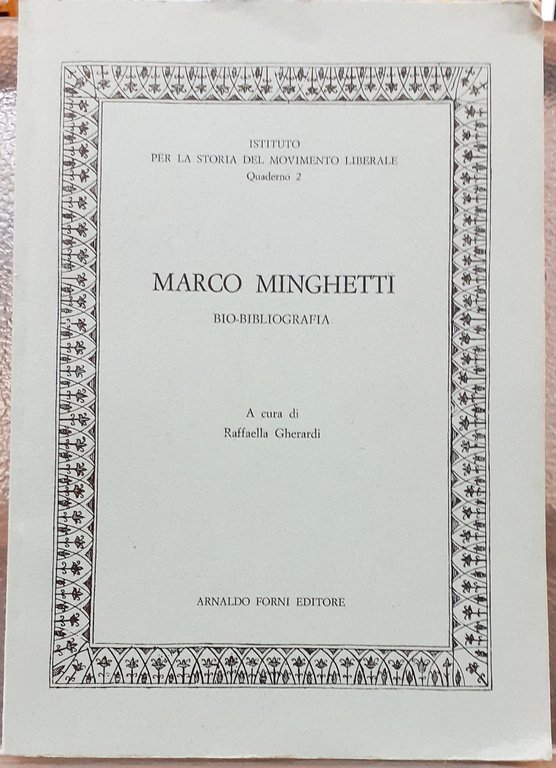 ISTITUTO
PER LA STORIA DEL MOVIMENTO LIBERALE
Quaderno 2
MARCO MINGHETTI
BIO-BIBLIOGRAFIA
A cura di
Raffaella Gherardi
ARNALDO FORNI EDITORE